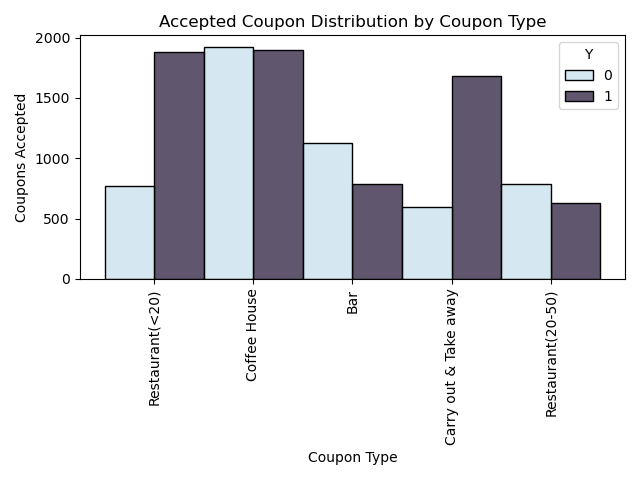 Accepted Coupon Distribution by Coupon Type
Y
0
1
Coupons Accepted
2000
1500
1000
500
0
Restaurant(<20)
Coffee House
Bar
Carry out & Take away
Restaurant(20-50)
Coupon Type